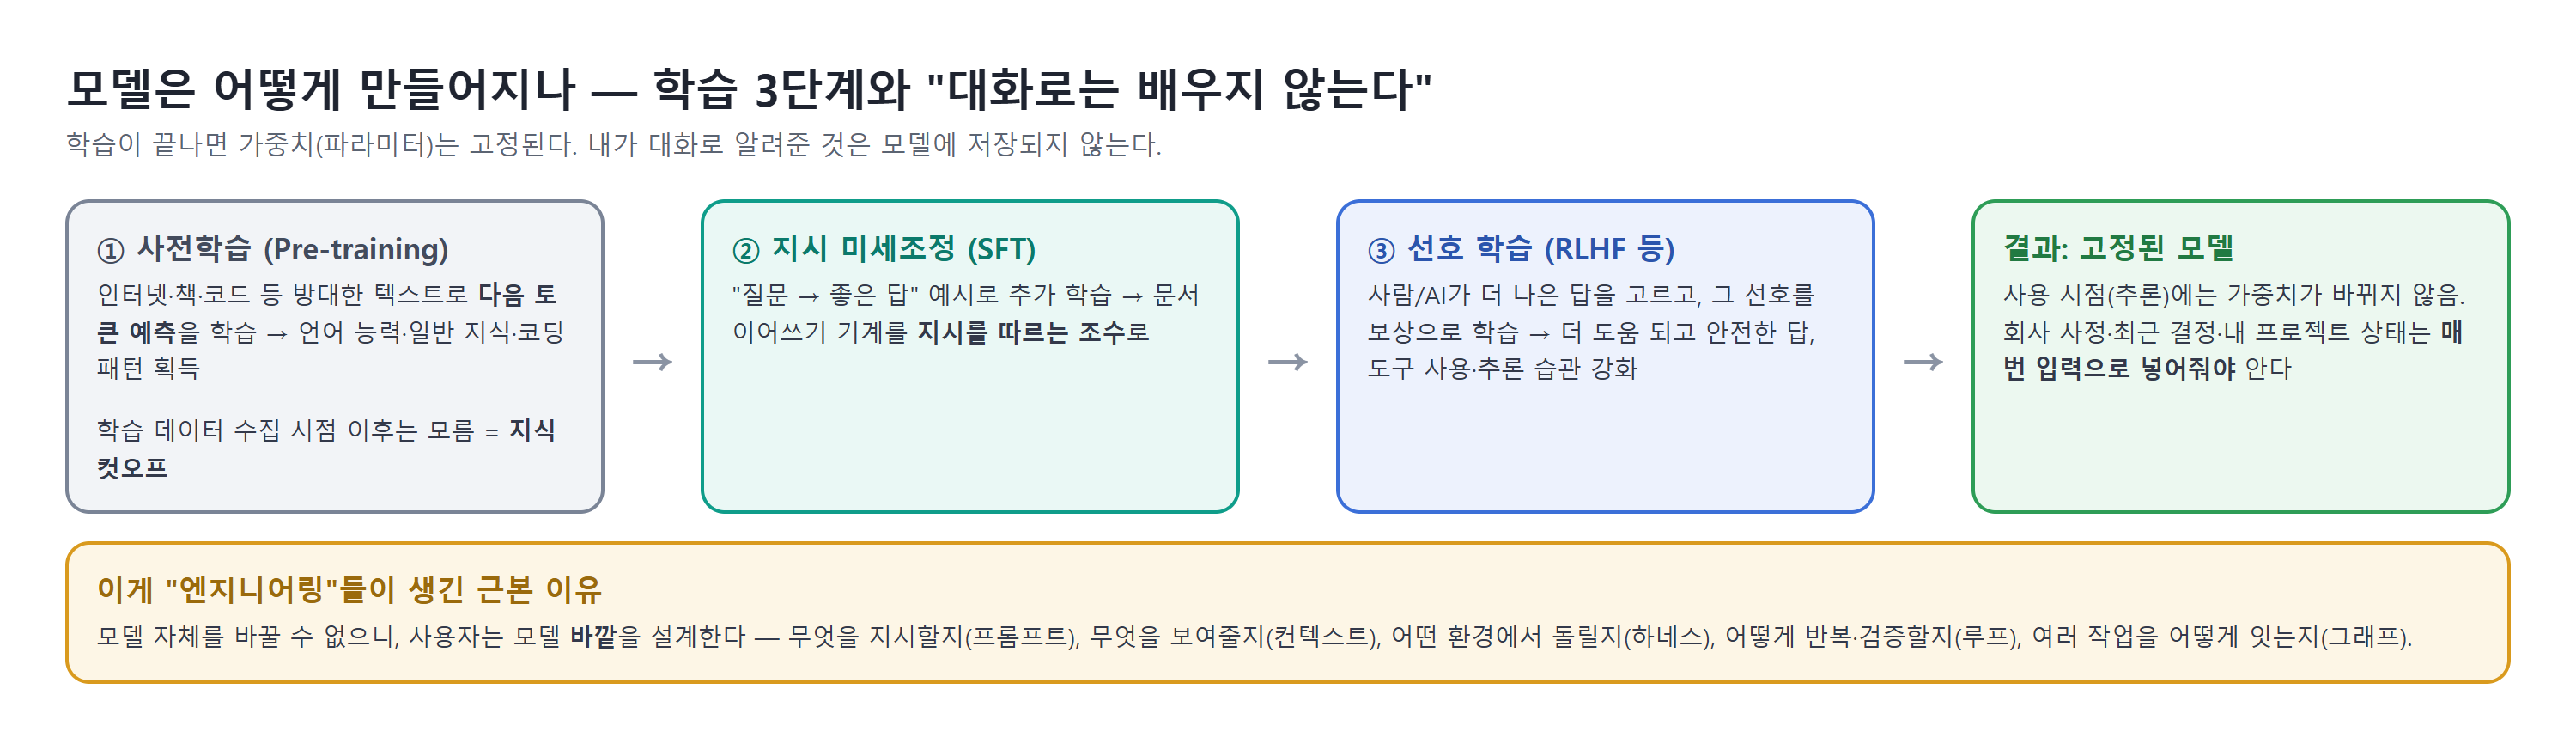 모델은 어떻게 만들어지나 — 학습 3단계와 "대화로는 배우지 않는다"
학습이 끝나면 가중치(파라미터)는 고정된다. 내가 대화로 알려준 것은 모델에 저장되지 않는다.
① 사전학습 (Pre-training)
인터넷·책·코드 등 방대한 텍스트로 다음 토
큰 예측을 학습 → 언어 능력·일반 지식·코딩
패턴 획득
학습 데이터 수집 시점 이후는 모름 = 지식
컷오프
→
② 지시 미세조정 (SFT)
"질문 → 좋은 답" 예시로 추가 학습 → 문서
이어쓰기 기계를 지시를 따르는 조수로
→
③ 선호 학습 (RLHF 등)
사람/AI가 더 나은 답을 고르고, 그 선호를
보상으로 학습 → 더 도움 되고 안전한 답,
도구 사용·추론 습관 강화
→
결과: 고정된 모델
사용 시점(추론)에는 가중치가 바뀌지 않음.
회사 사정·최근 결정·내 프로젝트 상태는 매
번 입력으로 넣어줘야 안다
이게 "엔지니어링"들이 생긴 근본 이유
모델 자체를 바꿀 수 없으니, 사용자는 모델 바깥을 설계한다 — 무엇을 지시할지(프롬프트), 무엇을 보여줄지(컨텍스트), 어떤 환경에서 돌릴지(하네스), 어떻게 반복·검증할지(루프), 여러 작업을 어떻게 잇는지(그래프).